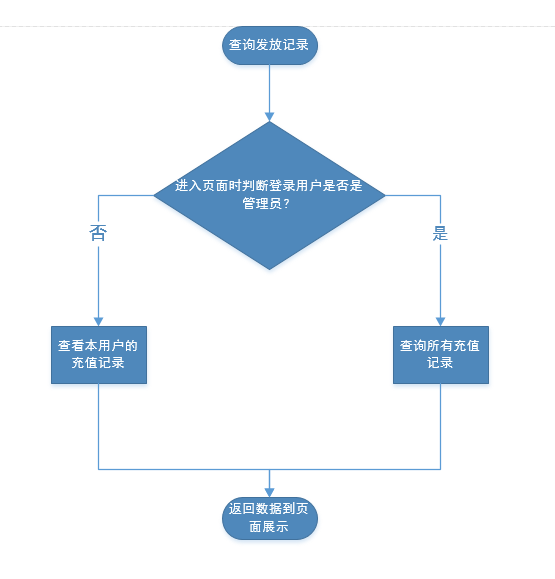 查询发放记录
进入页面时判断登录用户是否是
管理员？
否
是
查看本用户的
充值记录
查询所有充值
记录
返回数据到页
面展示